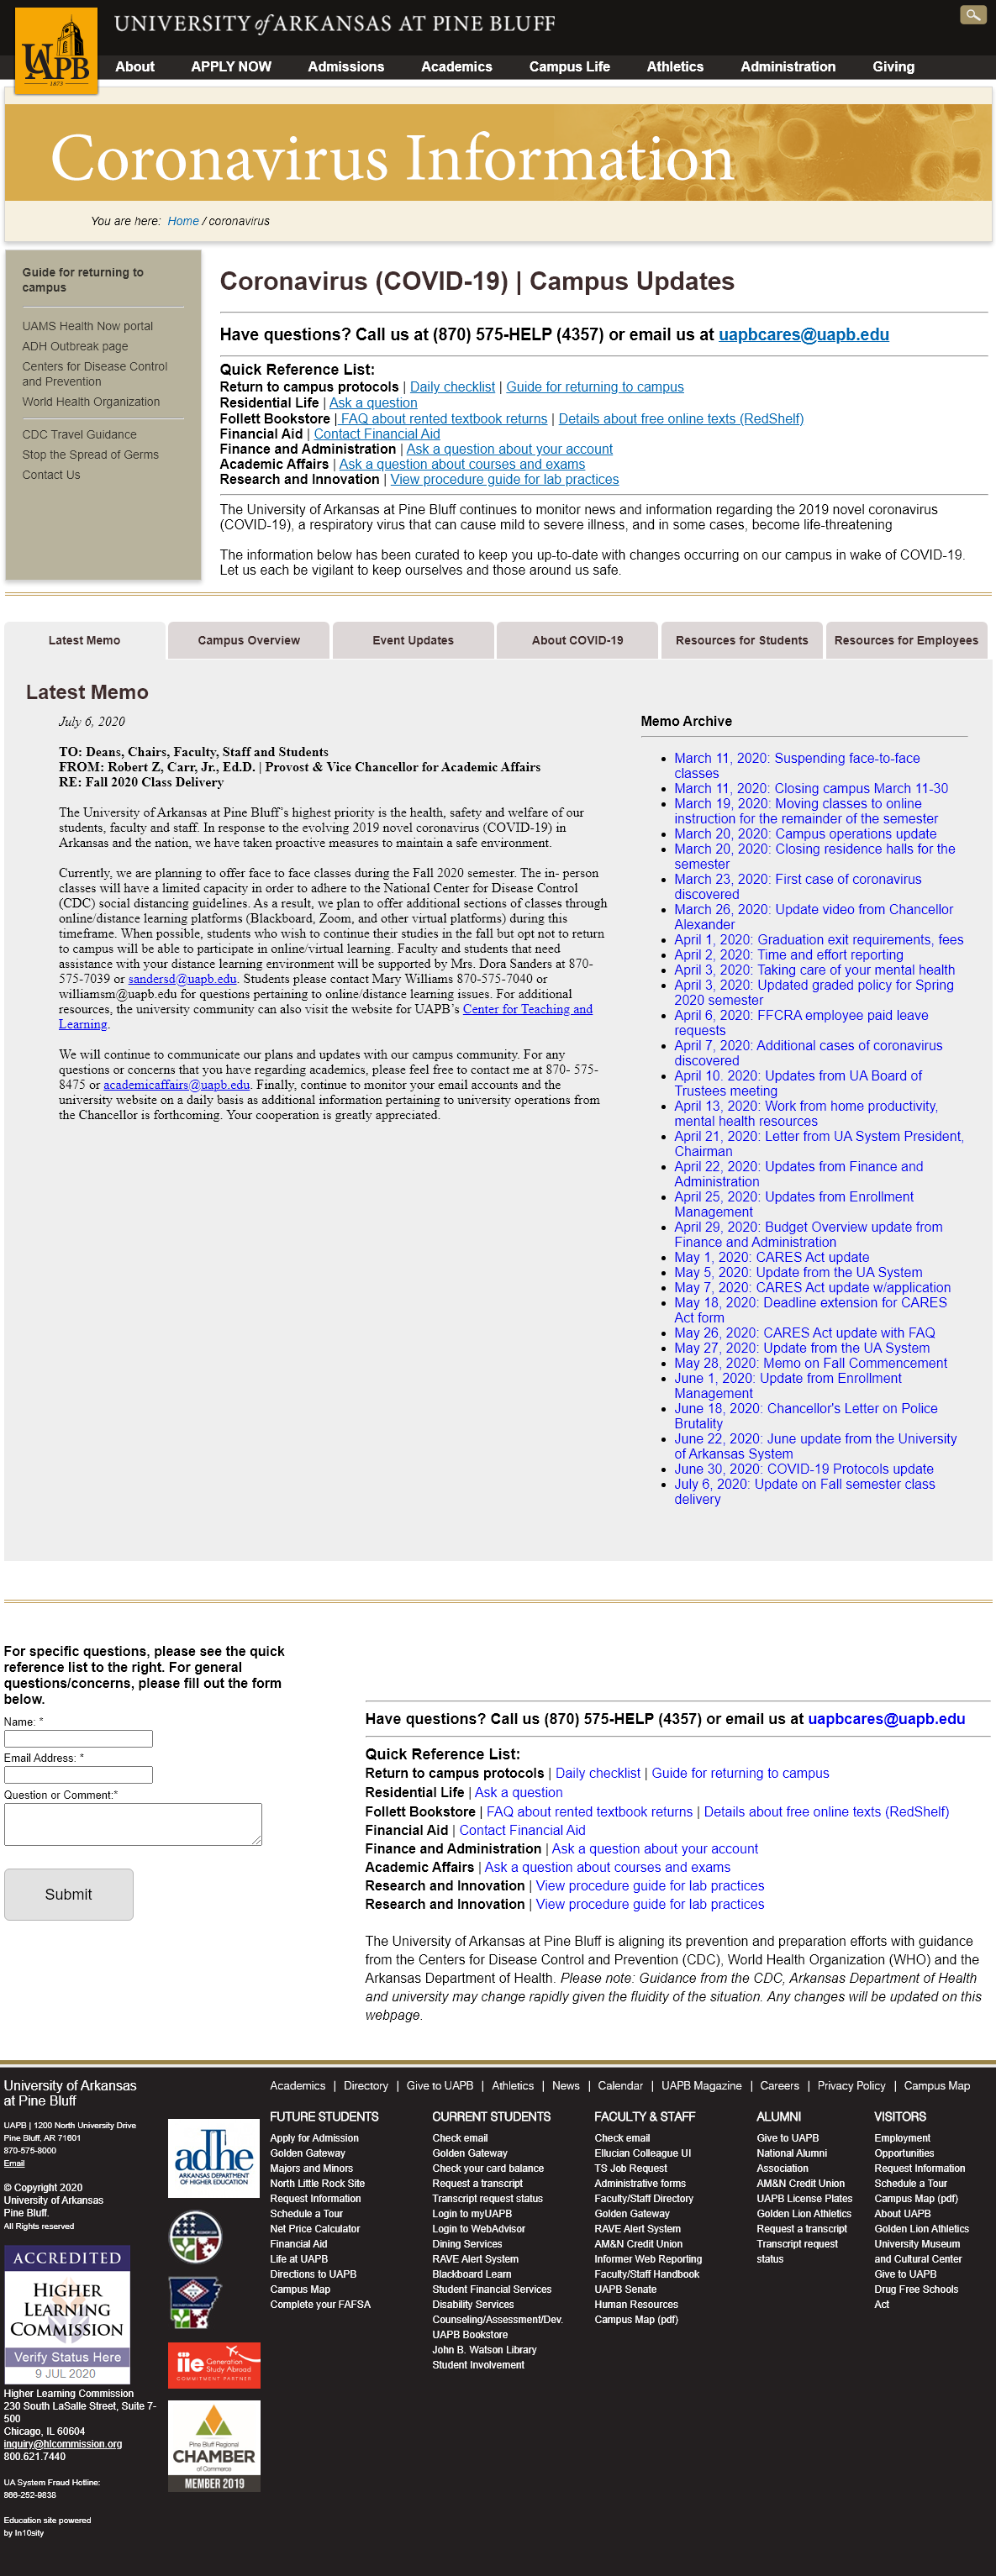 UNIVERSITY of ARKANSAS AT PINE BLUFF
UAPB
1873
About APPLY NOW Admissions Academics Campus Life Athletics Administration Giving
Coronavirus Information
You are here: Home / coronavirus
Guide for returning to
campus
UAMS Health Now portal
ADH Outbreak page
Centers for Disease Control
and Prevention
World Health Organization
CDC Travel Guidance
Stop the Spread of Germs
Contact Us
Coronavirus (COVID-19) | Campus Updates
Have questions? Call us at (870) 575-HELP (4357) or email us at uapbcares@uapb.edu
Quick Reference List:
Return to campus protocols | Daily checklist | Guide for returning to campus
Residential Life | Ask a question
Follett Bookstore | FAQ about rented textbook returns | Details about free online texts (RedShelf)
Financial Aid | Contact Financial Aid
Finance and Administration | Ask a question about your account
Academic Affairs | Ask a question about courses and exams
Research and Innovation | View procedure guide for lab practices
The University of Arkansas at Pine Bluff continues to monitor news and information regarding the 2019 novel coronavirus
(COVID-19), a respiratory virus that can cause mild to severe illness, and in some cases, become life-threatening
The information below has been curated to keep you up-to-date with changes occurring on our campus in wake of COVID-19.
Let us each be vigilant to keep ourselves and those around us safe.
Latest Memo Campus Overview Event Updates About COVID-19 Resources for Students Resources for Employees
Latest Memo
July 6, 2020
TO: Deans, Chairs, Faculty, Staff and Students
FROM: Robert Z, Carr, Jr., Ed.D. | Provost & Vice Chancellor for Academic Affairs
RE: Fall 2020 Class Delivery
The University of Arkansas at Pine Bluff's highest priority is the health, safety and welfare of our
students, faculty and staff. In response to the evolving 2019 novel coronavirus (COVID-19) in
Arkansas and the nation, we have taken proactive measures to maintain a safe environment.
Currently, we are planning to offer face to face classes during the Fall 2020 semester. The in- person
classes will have a limited capacity in order to adhere to the National Center for Disease Control
(CDC) social distancing guidelines. As a result, we plan to offer additional sections of classes through
online/distance learning platforms (Blackboard, Zoom, and other virtual platforms) during this
timeframe. When possible, students who wish to continue their studies in the fall but opt not to return
to campus will be able to participate in online/virtual learning. Faculty and students that need
assistance with your distance learning environment will be supported by Mrs. Dora Sanders at 870-
575-7039 or sandersd@uapb.edu. Students please contact Mary Williams 870-575-7040 or
williamsm@uapb.edu for questions pertaining to online/distance learning issues. For additional
resources, the university community can also visit the website for UAPB's Center for Teaching and
Learning.
We will continue to communicate our plans and updates with our campus community. For any
questions or concerns that you have regarding academics, please feel free to contact me at 870- 575-
8475 or academicaffairs@uapb.edu. Finally, continue to monitor your email accounts and the
university website on a daily basis as additional information pertaining to university operations from
the Chancellor is forthcoming. Your cooperation is greatly appreciated.
Memo Archive
March 11, 2020: Suspending face-to-face
classes
March 11, 2020: Closing campus March 11-30
March 19, 2020: Moving classes to online
instruction for the remainder of the semester
March 20, 2020: Campus operations update
March 20, 2020: Closing residence halls for the
semester
March 23, 2020: First case of coronavirus
discovered
March 26, 2020: Update video from Chancellor
Alexander
April 1, 2020: Graduation exit requirements, fees
April 2, 2020: Time and effort reporting
April 3, 2020: Taking care of your mental health
April 3, 2020: Updated graded policy for Spring
2020 semester
April 6, 2020: FFCRA employee paid leave
requests
April 7, 2020: Additional cases of coronavirus
discovered
April 10. 2020: Updates from UA Board of
Trustees meeting
April 13, 2020: Work from home productivity,
mental health resources
April 21, 2020: Letter from UA System President,
Chairman
April 22, 2020: Updates from Finance and
Administration
April 25, 2020: Updates from Enrollment
Management
April 29, 2020: Budget Overview update from
Finance and Administration
May 1, 2020: CARES Act update
May 5, 2020: Update from the UA System
May 7, 2020: CARES Act update w/application
May 18, 2020: Deadline extension for CARES
Act form
May 26, 2020: CARES Act update with FAQ
May 27, 2020: Update from the UA System
May 28, 2020: Memo on Fall Commencement
June 1, 2020: Update from Enrollment
Management
June 18, 2020: Chancellor's Letter on Police
Brutality
June 22, 2020: June update from the University
of Arkansas System
June 30, 2020: COVID-19 Protocols update
July 6, 2020: Update on Fall semester class
delivery
For specific questions, please see the quick
reference list to the right. For general
questions/concerns, please fill out the form
below.
Name: *
Email Address: *
Question or Comment:*
Submit
Have questions? Call us (870) 575-HELP (4357) or email us at uapbcares@uapb.edu
Quick Reference List:
Return to campus protocols | Daily checklist | Guide for returning to campus
Residential Life | Ask a question
Follett Bookstore | FAQ about rented textbook returns | Details about free online texts (RedShelf)
Financial Aid | Contact Financial Aid
Finance and Administration | Ask a question about your account
Academic Affairs | Ask a question about courses and exams
Research and Innovation | View procedure guide for lab practices
Research and Innovation | View procedure guide for lab practices
The University of Arkansas at Pine Bluff is aligning its prevention and preparation efforts with guidance
from the Centers for Disease Control and Prevention (CDC), World Health Organization (WHO) and the
Arkansas Department of Health. Please note: Guidance from the CDC, Arkansas Department of Health
and university may change rapidly given the fluidity of the situation. Any changes will be updated on this
webpage.
University of Arkansas
at Pine Bluff
UAPB | 1200 North University Drive
Pine Bluff, AR 71601
870-575-8000
Email
© Copyright 2020
University of Arkansas
Pine Bluff.
All Rights reserved
ACCREDITED
HIGHER
LEARNING
COMMISSION
Verify Status Here
9 JUL 2020
Higher Learning Commission
230 South LaSalle Street, Suite 7-
500
Chicago, IL 60604
inquiry@hlcommission.org
800.621.7440
UA System Fraud Hotline:
866-252-9838
Education site powered
by In10sity
adhe
ARKANSAS DEPARTMENT
OF HIGHER EDUCATION
iie Generation
Study Abroad
COMMITMENT PARTNER
Pine Bluff Regional
CHAMBER
of Commerce
MEMBER 2019
Academics | Directory | Give to UAPB | Athletics | News | Calendar | UAPB Magazine | Careers | Privacy Policy | Campus Map
FUTURE STUDENTS
Apply for Admission
Golden Gateway
Majors and Minors
North Little Rock Site
Request Information
Schedule a Tour
Net Price Calculator
Financial Aid
Life at UAPB
Directions to UAPB
Campus Map
Complete your FAFSA
CURRENT STUDENTS
Check email
Golden Gateway
Check your card balance
Request a transcript
Transcript request status
Login to myUAPB
Login to WebAdvisor
Dining Services
RAVE Alert System
Blackboard Learn
Student Financial Services
Disability Services
Counseling/Assessment/Dev.
UAPB Bookstore
John B. Watson Library
Student Involvement
FACULTY & STAFF
Check email
Ellucian Colleague UI
TS Job Request
Administrative forms
Faculty/Staff Directory
Golden Gateway
RAVE Alert System
AM&N Credit Union
Informer Web Reporting
Faculty/Staff Handbook
UAPB Senate
Human Resources
Campus Map (pdf)
ALUMNI
Give to UAPB
National Alumni
Association
AM&N Credit Union
UAPB License Plates
Golden Lion Athletics
Request a transcript
Transcript request
status
VISITORS
Employment
Opportunities
Request Information
Schedule a Tour
Campus Map (pdf)
About UAPB
Golden Lion Athletics
University Museum
and Cultural Center
Give to UAPB
Drug Free Schools
Act